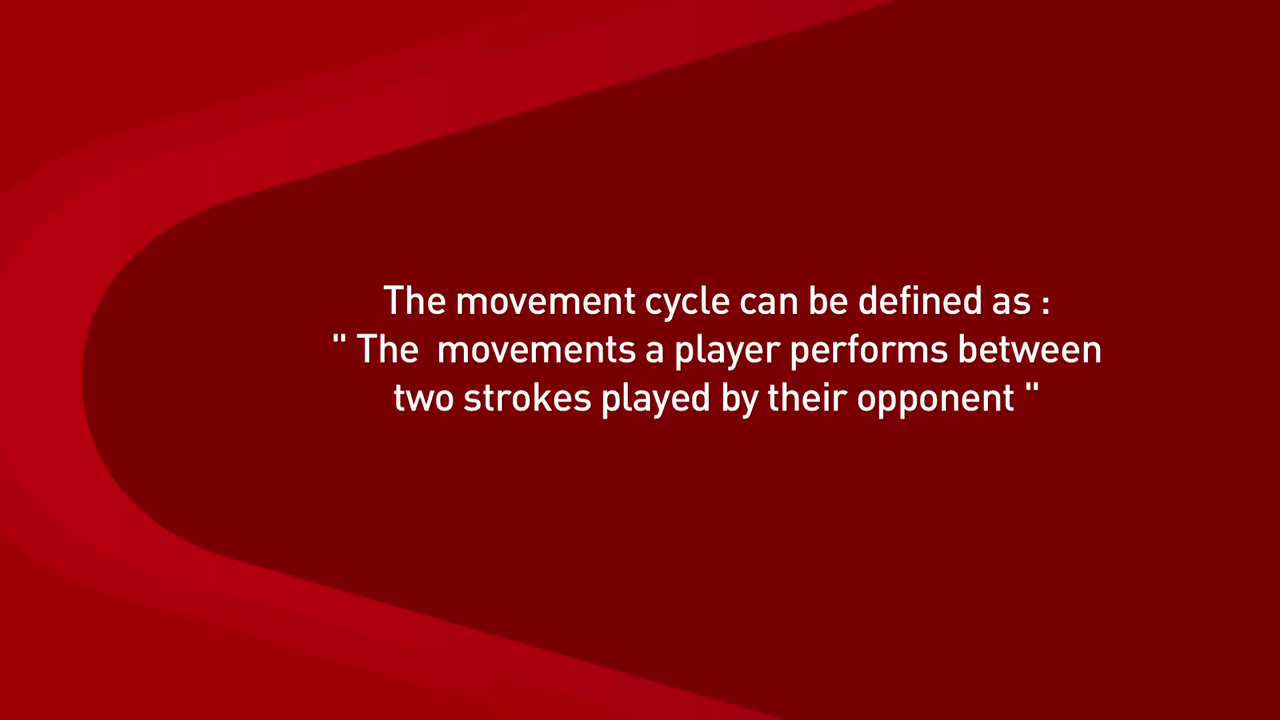 The movement cycle can be defined as :
" The  movements a player performs between
two strokes played by their opponent "